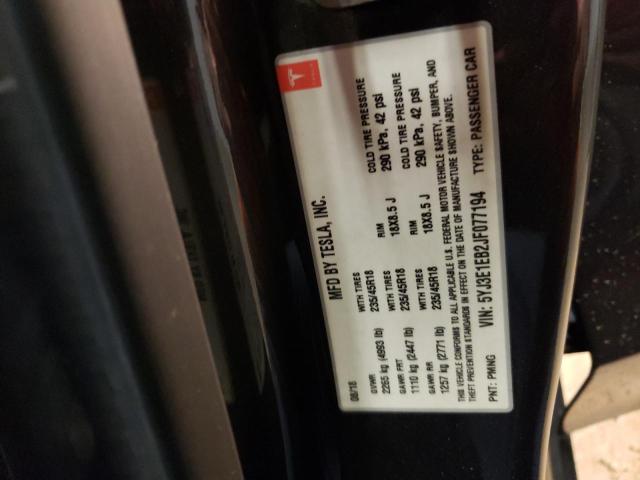 TESLA
MFD BY TESLA, INC.
08/18
GVWR WITH TIRES RIM COLD TIRE PRESSURE
2265 kg (4993 lb) 235/45R18 18X8.5 J 290 kPa, 42 psi
GAWR FRT WITH TIRES RIM COLD TIRE PRESSURE
1110 kg (2447 lb) 235/45R18 18X8.5 J 290 kPa, 42 psi
GAWR RR WITH TIRES
1257 kg (2771 lb) 235/45R18
THIS VEHICLE CONFORMS TO ALL APPLICABLE U.S. FEDERAL MOTOR VEHICLE SAFETY, BUMPER, AND
THEFT PREVENTION STANDARDS IN EFFECT ON THE DATE OF MANUFACTURE SHOWN ABOVE.
PNT: PMNG VIN: 5YJ3E1EB2JF077194 TYPE: PASSENGER CAR